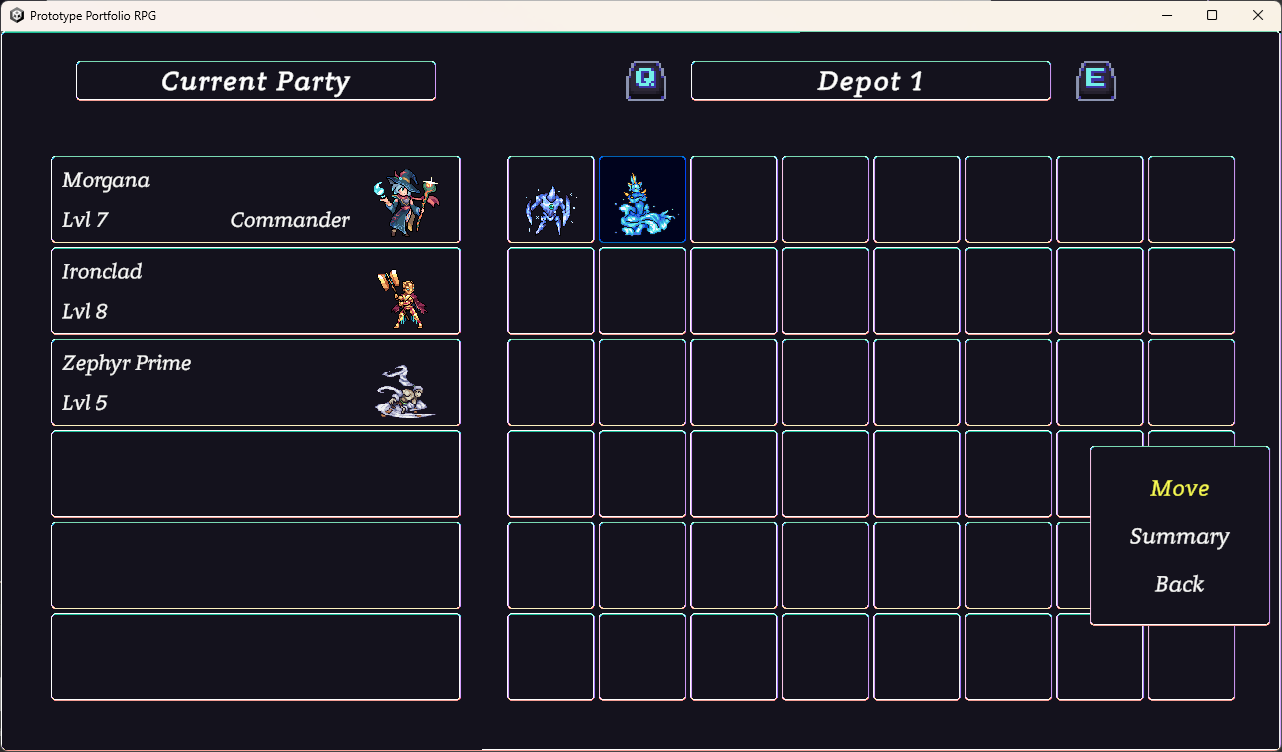 Prototype Portfolio RPG
Current Party
Q
Depot 1
E
Morgana
Lvl 7 Commander
Ironclad
Lvl 8
Zephyr Prime
Lvl 5
Move
Summary
Back